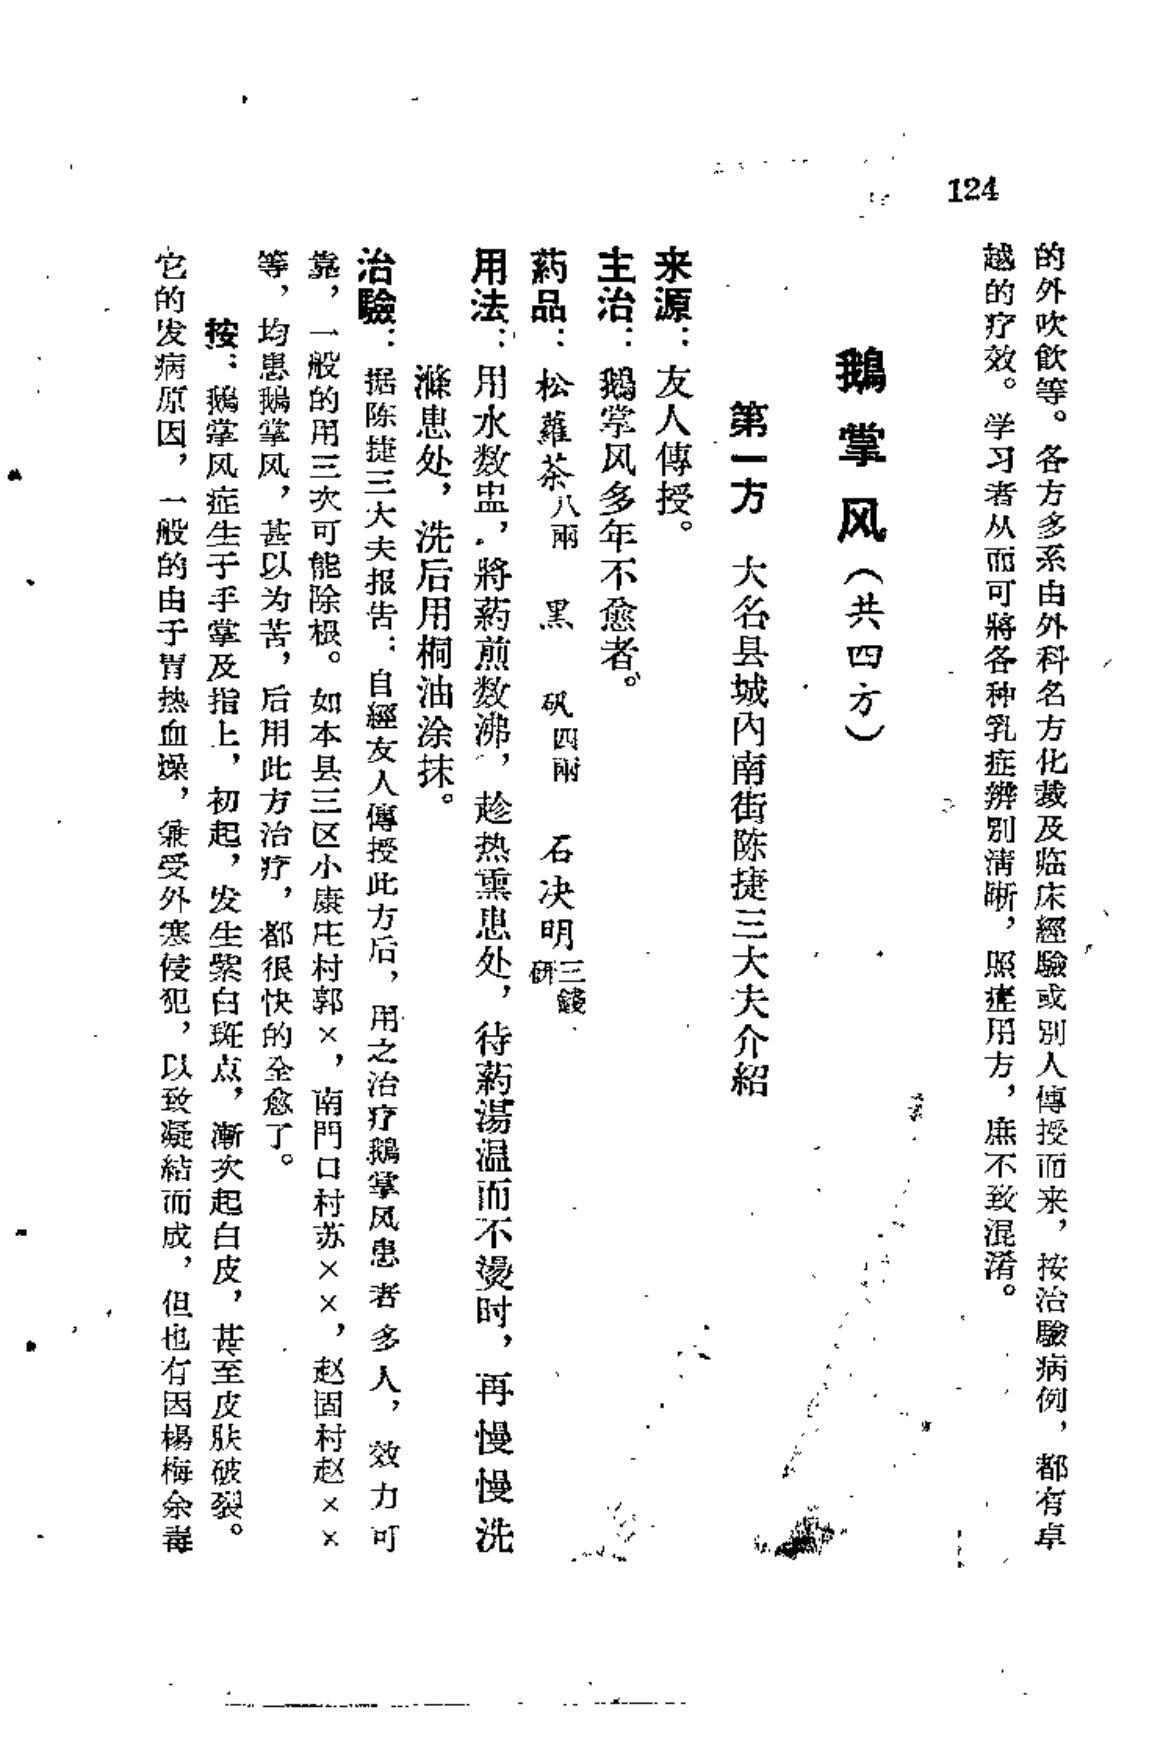 124
的外吹飲等。各方多系由外科名方化裁及临床經驗或別人傳授而来，按治驗病例，都有卓
越的疗效。学习者从而可將各种乳症辨別淸晰，照症用方，庶不致混淆。
鵝掌风（共四方）
第一方　大名县城內南街陈捷三大夫介紹
来源：友人傳授。
主治：鵝掌风多年不愈者。
葯品：松蘿茶八兩　黑矾四兩　石决明三錢研
用法：用水数盅，將葯煎数沸，趁热熏患处，待葯湯温而不燙时，再慢慢洗
滌患处，洗后用桐油涂抹。
治驗：据陈捷三大夫报告：自經友人傳授此方后，用之治疗鵝掌风患者多人，效力可
靠，一般的用三次可能除根。如本县三区小康庄村郭×，南門口村苏××，赵固村赵××
等，均患鵝掌风，甚以为苦，后用此方治疗，都很快的全愈了。
按：鵝掌风症生于手掌及指上，初起，发生紫白斑点，漸次起白皮，甚至皮肤破裂。
它的发病原因，一般的由于胃热血燥，兼受外寒侵犯，以致凝結而成，但也有因楊梅余毒